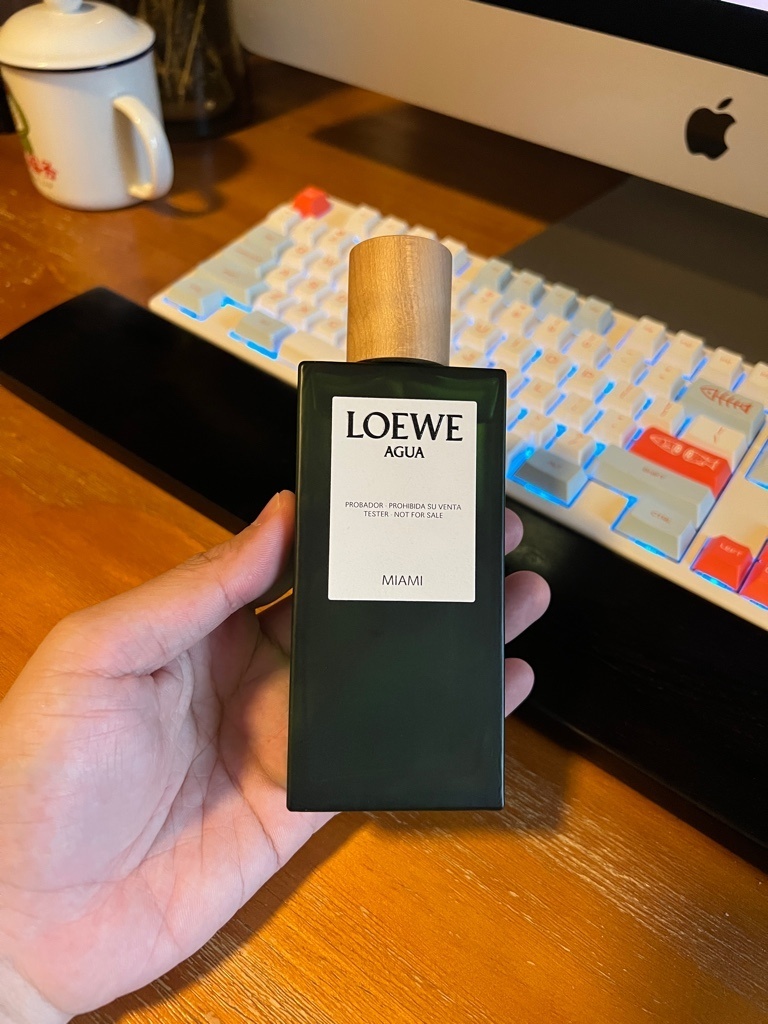 LOEWE
AGUA
PROBADOR · PROHIBIDA SU VENTA
TESTER · NOT FOR SALE
MIAMI